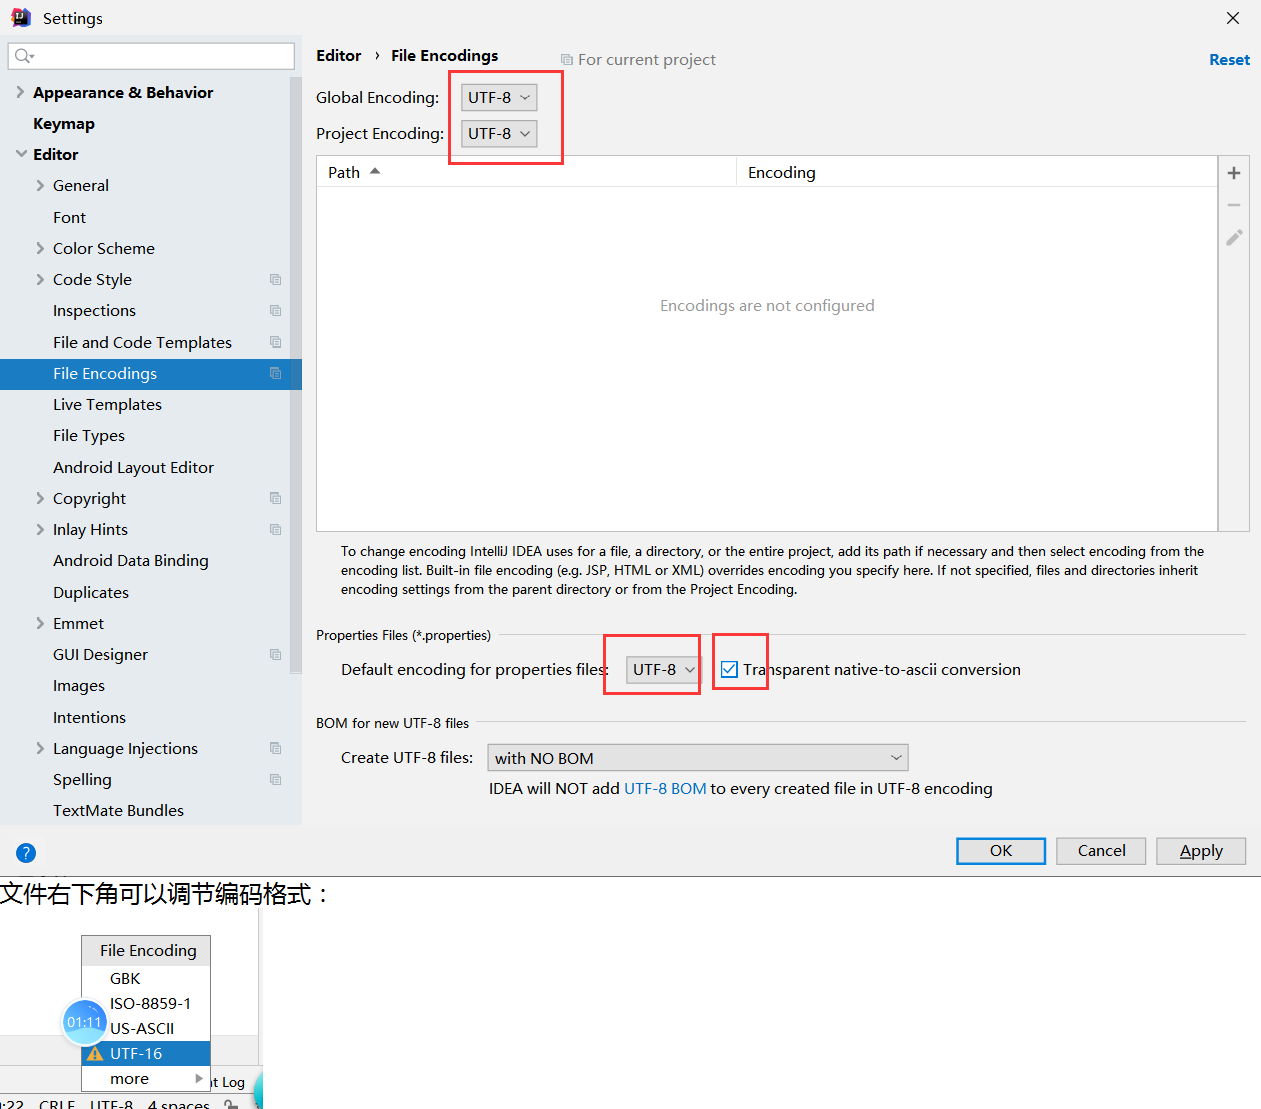 Settings
Editor › File Encodings
For current project
Reset
Appearance & Behavior
Keymap
Editor
General
Font
Color Scheme
Code Style
Inspections
File and Code Templates
File Encodings
Live Templates
File Types
Android Layout Editor
Copyright
Inlay Hints
Android Data Binding
Duplicates
Emmet
GUI Designer
Images
Intentions
Language Injections
Spelling
TextMate Bundles
Global Encoding: UTF-8
Project Encoding: UTF-8
Path Encoding
Encodings are not configured
To change encoding IntelliJ IDEA uses for a file, a directory, or the entire project, add its path if necessary and then select encoding from the
encoding list. Built-in file encoding (e.g. JSP, HTML or XML) overrides encoding you specify here. If not specified, files and directories inherit
encoding settings from the parent directory or from the Project Encoding.
Properties Files (*.properties)
Default encoding for properties files: UTF-8 Transparent native-to-ascii conversion
BOM for new UTF-8 files
Create UTF-8 files: with NO BOM
IDEA will NOT add UTF-8 BOM to every created file in UTF-8 encoding
?
OK Cancel Apply
文件右下角可以调节编码格式：
File Encoding
GBK
ISO-8859-1
01:11
US-ASCII
UTF-16
more
t Log
:22 CRLF UTF-8 4 spaces